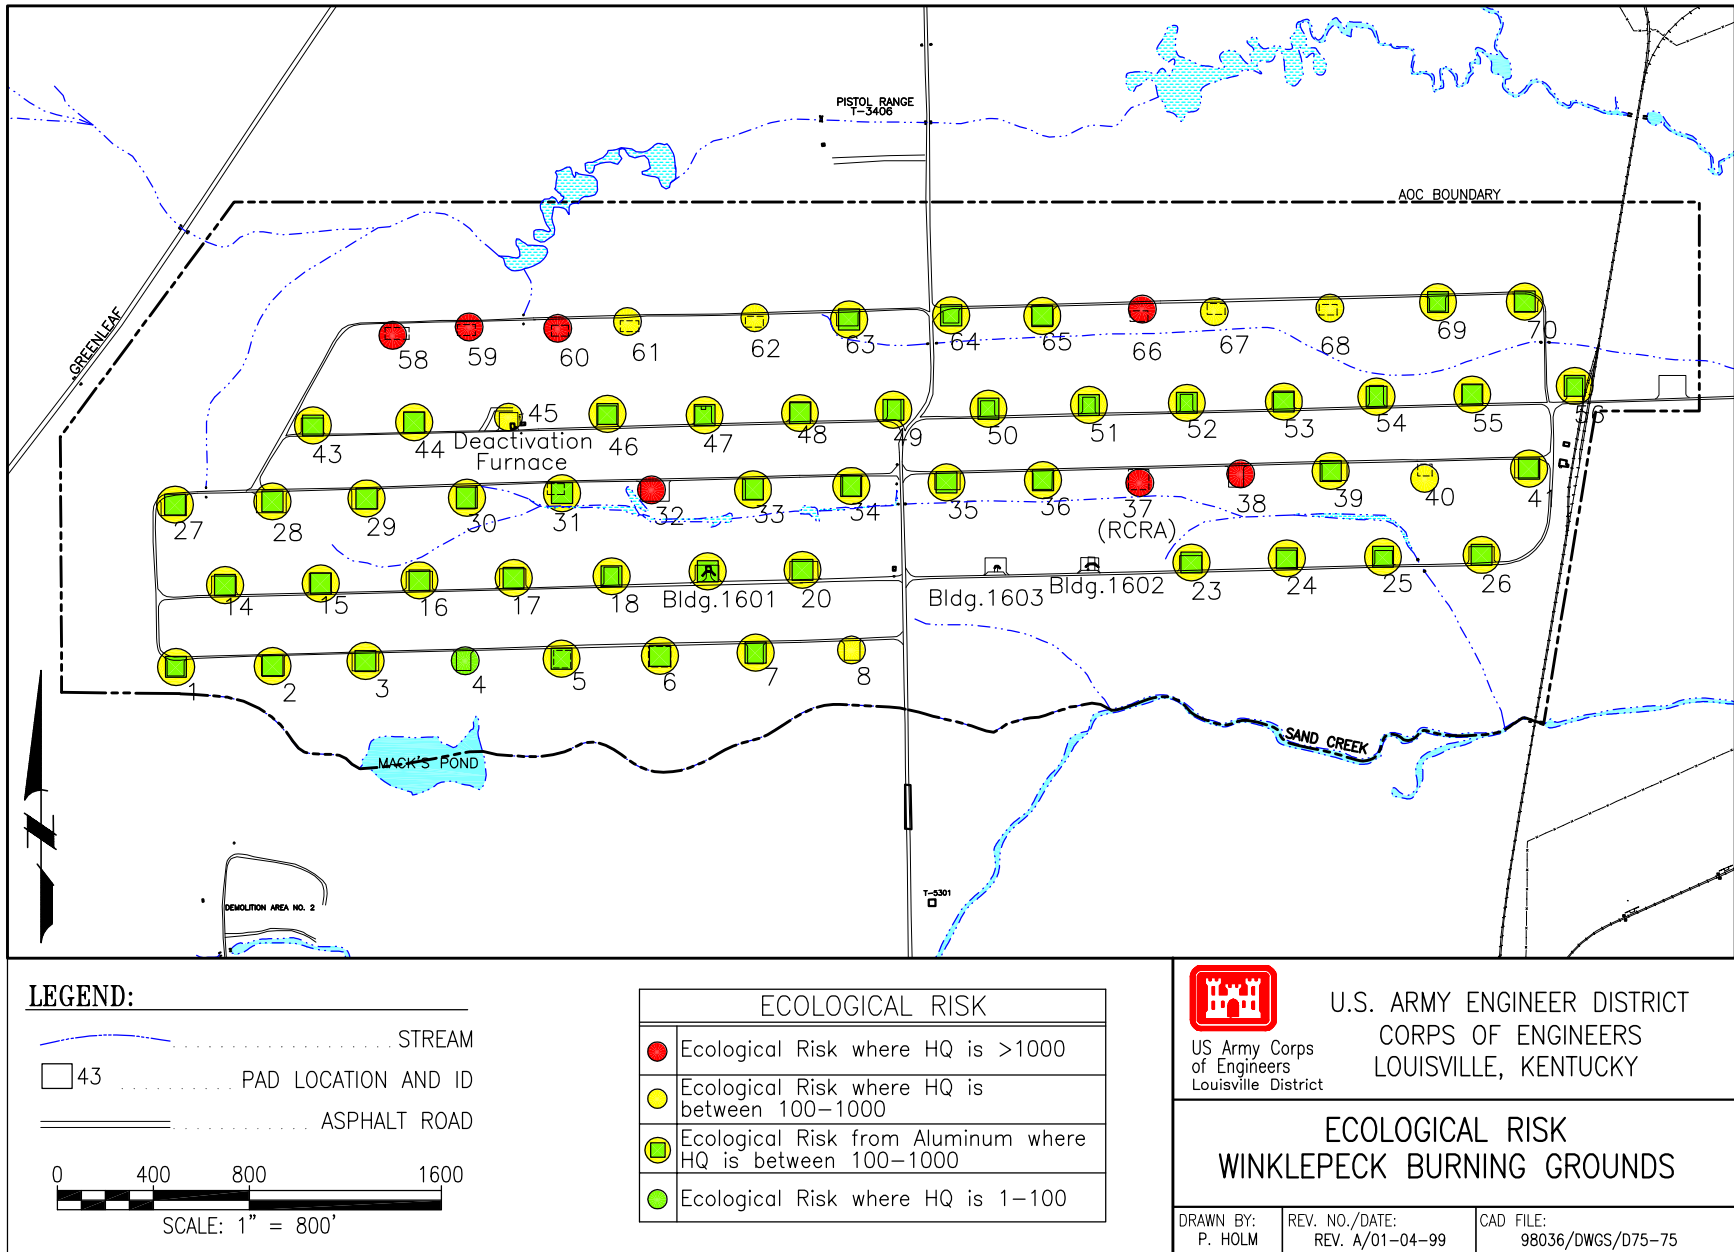 PISTOL RANGE
T-3406
AOC BOUNDARY
GREENLEAF
58
59
60
61
62
63
64
65
66
67
68
69
70
43
44
45
Deactivation
Furnace
46
47
48
49
50
51
52
53
54
55
56
27
28
29
30
31
32
33
34
35
36
37
(RCRA)
38
39
40
41
14
15
16
17
18
Bldg.1601
20
Bldg.1603
Bldg.1602
23
24
25
26
1
2
3
4
5
6
7
8
MACK'S POND
SAND CREEK
N
DEMOLITION AREA NO. 2
T-5301
LEGEND:
STREAM
43 PAD LOCATION AND ID
ASPHALT ROAD
0 400 800 1600
SCALE: 1" = 800'
ECOLOGICAL RISK
Ecological Risk where HQ is >1000
Ecological Risk where HQ is
between 100-1000
Ecological Risk from Aluminum where
HQ is between 100-1000
Ecological Risk where HQ is 1-100
US Army Corps
of Engineers
Louisville District
U.S. ARMY ENGINEER DISTRICT
CORPS OF ENGINEERS
LOUISVILLE, KENTUCKY
ECOLOGICAL RISK
WINKLEPECK BURNING GROUNDS
DRAWN BY:
P. HOLM
REV. NO./DATE:
REV. A/01-04-99
CAD FILE:
98036/DWGS/D75-75